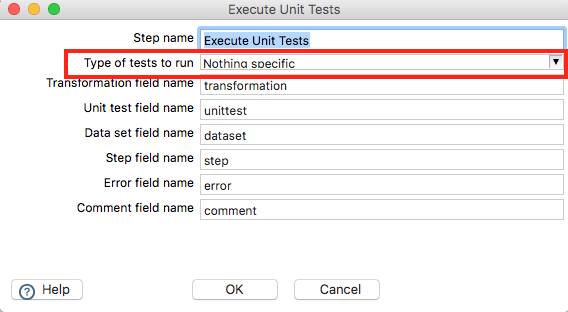 Execute Unit Tests
Step name Execute Unit Tests
Type of tests to run Nothing specific
Transformation field name transformation
Unit test field name unittest
Data set field name dataset
Step field name step
Error field name error
Comment field name comment
? Help OK Cancel